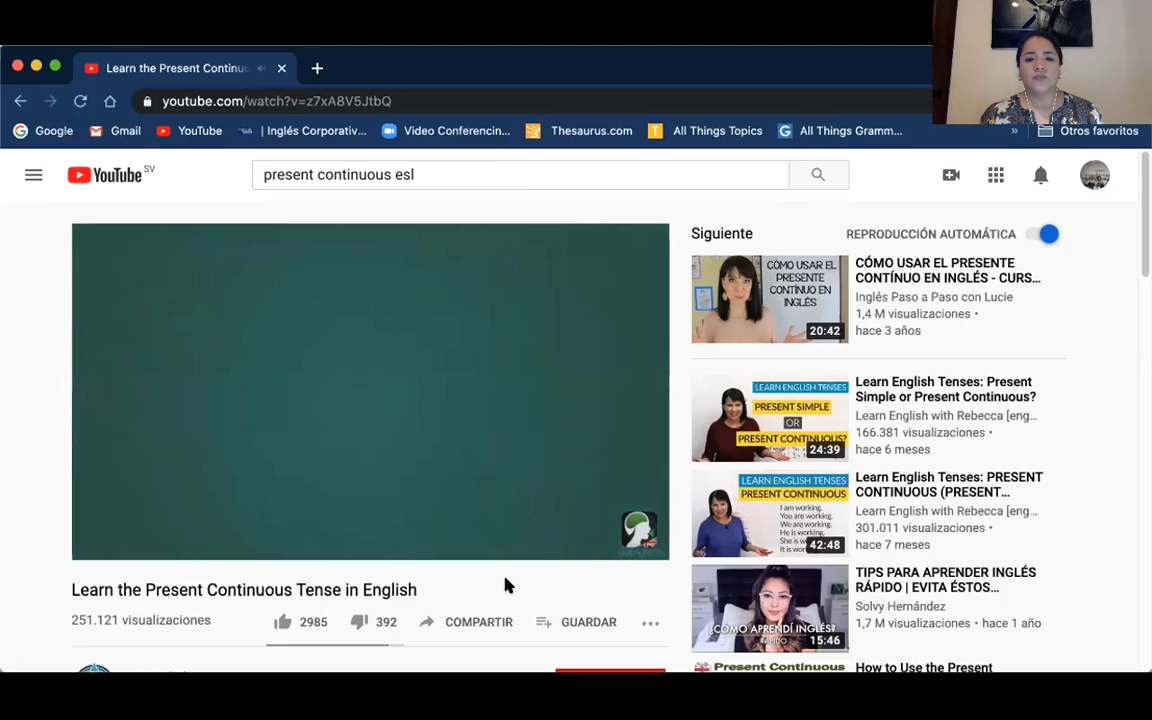 Learn the Present Continuo
youtube.com/watch?v=z7xA8V5JtbQ
Google
Gmail
YouTube
| Inglés Corporativ...
Video Conferencin...
Thesaurus.com
All Things Topics
All Things Gramm...
»
Otros favoritos
YouTube SV
present continuous esl
Siguiente
REPRODUCCIÓN AUTOMÁTICA
CÓMO USAR EL
PRESENTE
CONTÍNUO EN
INGLÉS
20:42
CÓMO USAR EL PRESENTE
CONTÍNUO EN INGLÉS - CURS...
Inglés Paso a Paso con Lucie
1,4 M visualizaciones •
hace 3 años
LEARN ENGLISH TENSES:
PRESENT SIMPLE
OR
PRESENT CONTINUOUS?
24:39
Learn English Tenses: Present
Simple or Present Continuous?
Learn English with Rebecca [eng...
166.381 visualizaciones •
hace 6 meses
LEARN ENGLISH TENSES
PRESENT CONTINUOUS
I am working.
You are working.
We are working.
He is working.
She is
It is
42:48
Learn English Tenses: PRESENT
CONTINUOUS (PRESENT...
Learn English with Rebecca [eng...
301.011 visualizaciones •
hace 7 meses
¿CÓMO APRENDÍ INGLÉS?
RÁPIDO
15:46
TIPS PARA APRENDER INGLÉS
RÁPIDO | EVITA ÉSTOS...
Solvy Hernández
1,7 M visualizaciones • hace 1 año
Present Continuous
How to Use the Present
Learn the Present Continuous Tense in English
251.121 visualizaciones
2985
392
COMPARTIR
GUARDAR